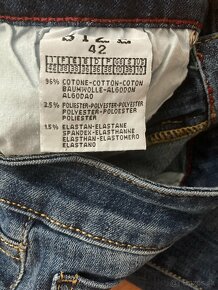 SIZE
42
96% COTONE-COTTON-COTON
BAUMWOLLE-ALGODON
ALGODAO
2.5% POLIESTER-POLYESTER-POLYESTER
POLYESTER-POLYESTER
POLIESTER
1.5% ELASTAN-ELASTANE
SPANDEX-ELASTHANNE
ELASTHAN-ELASTOMERO
ELASTANO